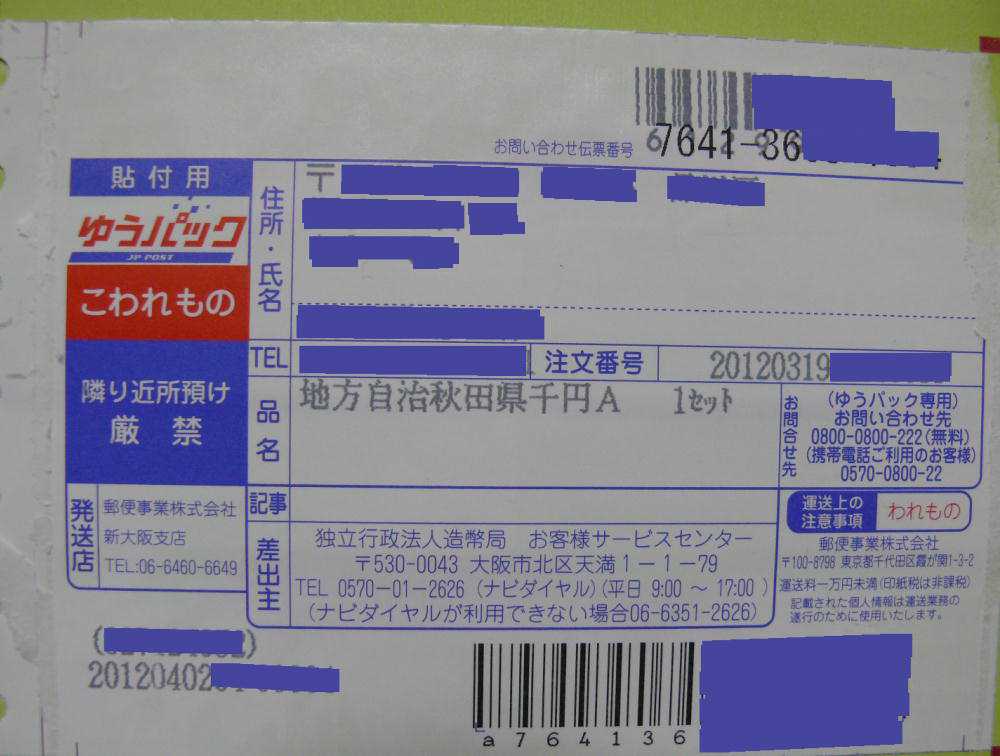 お問い合わせ伝票番号
7641-36
貼付用
ゆうパック
JP POST
こわれもの
隣り近所預け
厳 禁
住所・氏名
〒
TEL
注文番号
20120319
品名
地方自治秋田県千円A 1セット
お問合せ先
(ゆうパック専用)
お問い合わせ先
0800-0800-222(無料)
(携帯電話ご利用のお客様)
0570-0800-22
発送店
郵便事業株式会社
新大阪支店
TEL:06-6460-6649
記事
差出主
独立行政法人造幣局 お客様サービスセンター
〒530-0043 大阪市北区天満1-1-79
TEL 0570-01-2626 (ナビダイヤル)(平日 9:00 ~ 17:00 )
(ナビダイヤルが利用できない場合06-6351-2626)
運送上の
注意事項
われもの
郵便事業株式会社
〒100-8798 東京都千代田区霞が関1-3-2
運送料一万円未満(印紙税は非課税)
記載された個人情報は運送業務の
遂行のために使用いたします。
20120402
a764136